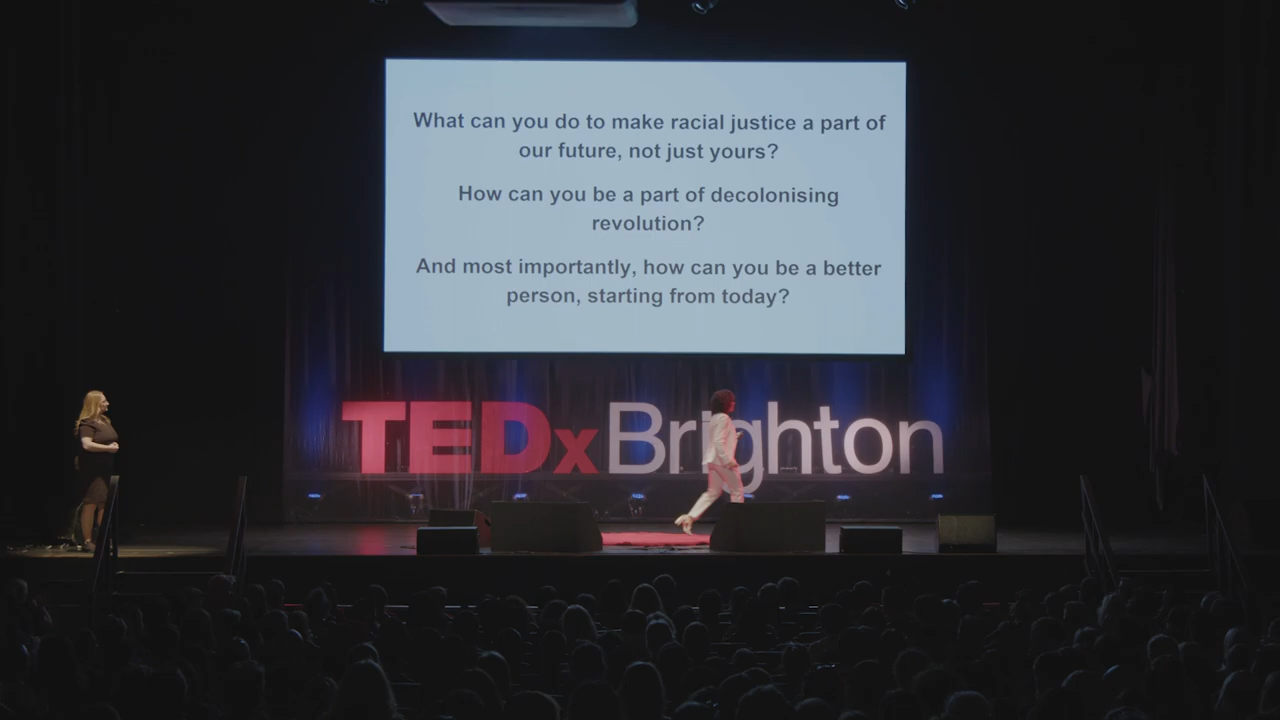 What can you do to make racial justice a part of
our future, not just yours?
How can you be a part of decolonising
revolution?
And most importantly, how can you be a better
person, starting from today?
TEDxBrighton